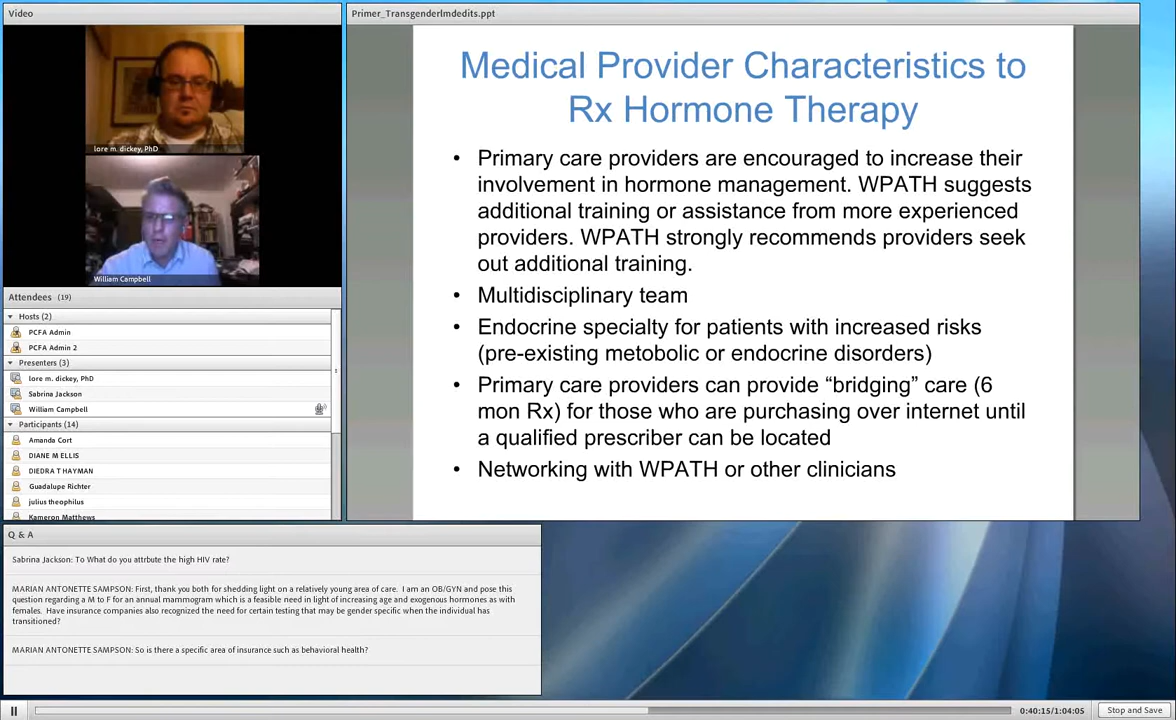 Video
lore m. dickey, PhD
William Campbell
Attendees (19)
Hosts (2)
PCFA Admin
PCFA Admin 2
Presenters (3)
lore m. dickey, PhD
Sabrina Jackson
William Campbell
Participants (14)
Amanda Cort
DIANE M ELLIS
DIEDRA T HAYMAN
Guadalupe Richter
julius theophilus
Kameron Matthews
Primer_TransgenderlmdedIts.ppt
Medical Provider Characteristics to
Rx Hormone Therapy
• Primary care providers are encouraged to increase their
involvement in hormone management. WPATH suggests
additional training or assistance from more experienced
providers. WPATH strongly recommends providers seek
out additional training.
• Multidisciplinary team
• Endocrine specialty for patients with increased risks
(pre-existing metobolic or endocrine disorders)
• Primary care providers can provide “bridging” care (6
mon Rx) for those who are purchasing over internet until
a qualified prescriber can be located
• Networking with WPATH or other clinicians
Q & A
Sabrina Jackson: To What do you attrbute the high HIV rate?
MARIAN ANTONETTE SAMPSON: First, thank you both for shedding light on a relatively young area of care. I am an OB/GYN and pose this
question regarding a M to F for an annual mammogram which is a feasible need in light of increasing age and exogenous hormones as with
females. Have insurance companies also recognized the need for certain testing that may be gender specific when the individual has
transitioned?
MARIAN ANTONETTE SAMPSON: So is there a specific area of insurance such as behavioral health?
0:40:15/1:04:05
Stop and Save